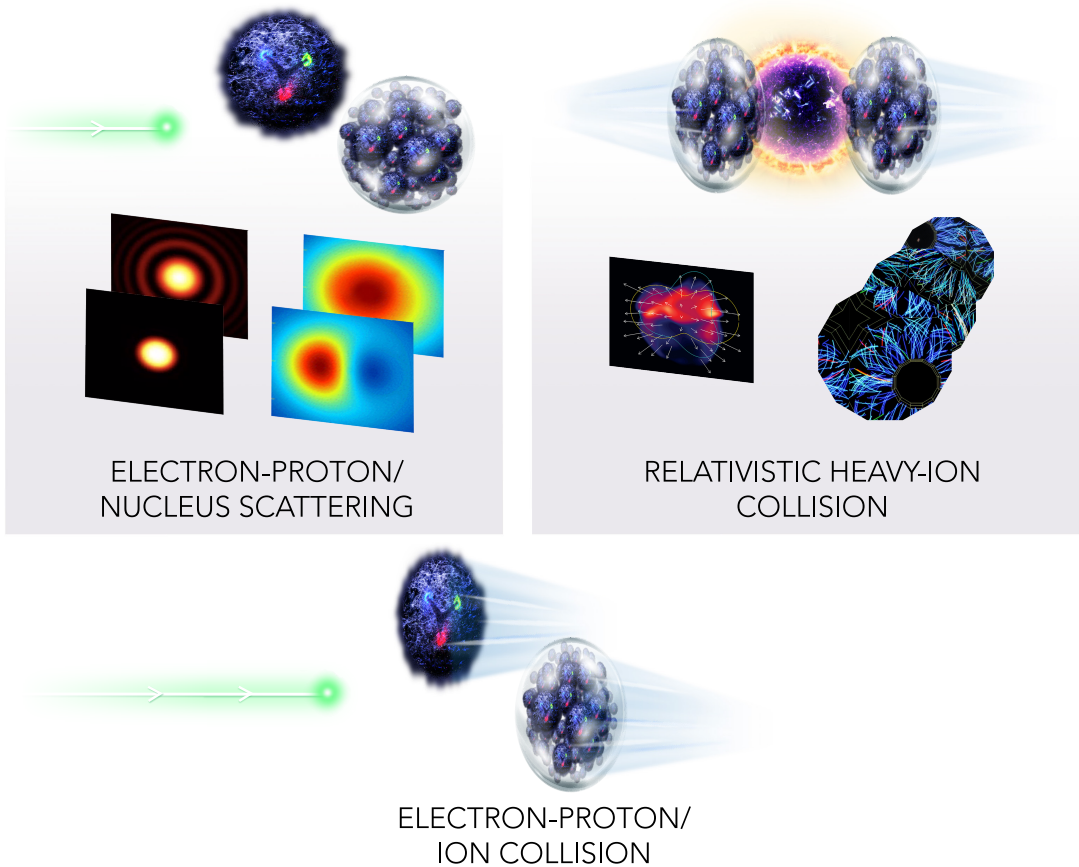 ELECTRON-PROTON/
NUCLEUS SCATTERING
RELATIVISTIC HEAVY-ION
COLLISION
ELECTRON-PROTON/
ION COLLISION